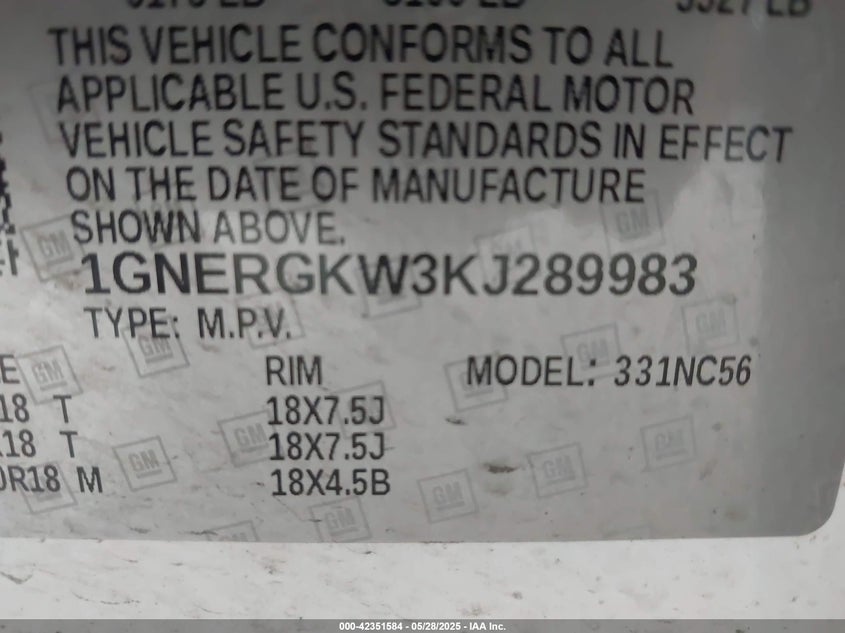 THIS VEHICLE CONFORMS TO ALL
APPLICABLE U.S. FEDERAL MOTOR
VEHICLE SAFETY STANDARDS IN EFFECT
ON THE DATE OF MANUFACTURE
SHOWN ABOVE.
1GNERGKW3KJ289983
TYPE: M.P.V.
RIM MODEL: 331NC56
18 T 18X7.5J
18 T 18X7.5J
R18 M 18X4.5B
GM
000-42351584 - 05/28/2025 - IAA Inc.